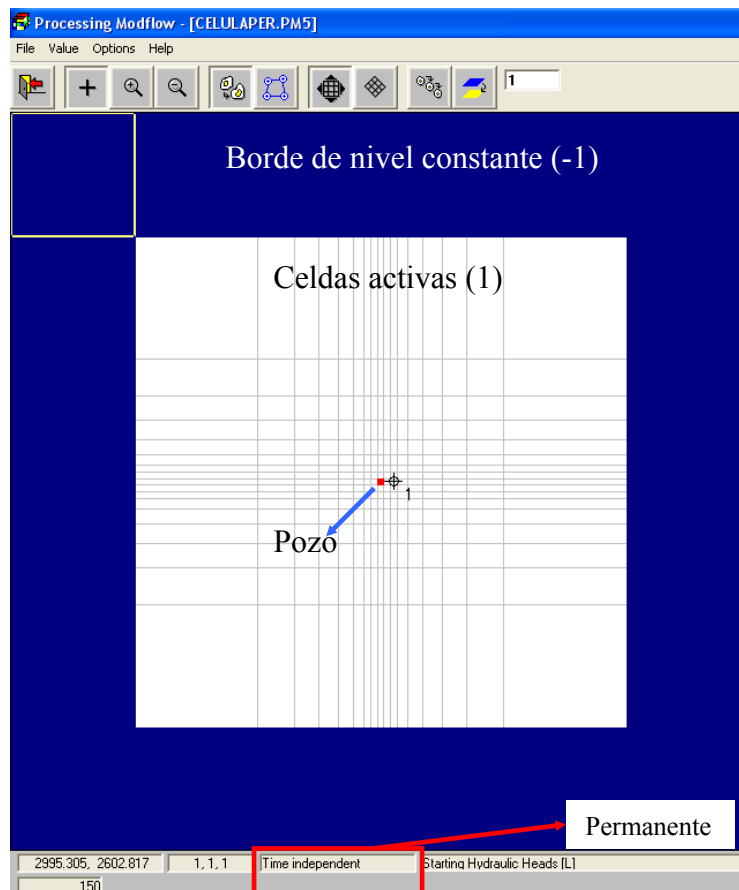 Processing Modflow - [CELULAPER.PM5]
File Value Options Help
1
Borde de nivel constante (-1)
Celdas activas (1)
1
Pozo
Permanente
2995.305, 2602.817 1, 1, 1 Time independent Starting Hydraulic Heads [L]
150